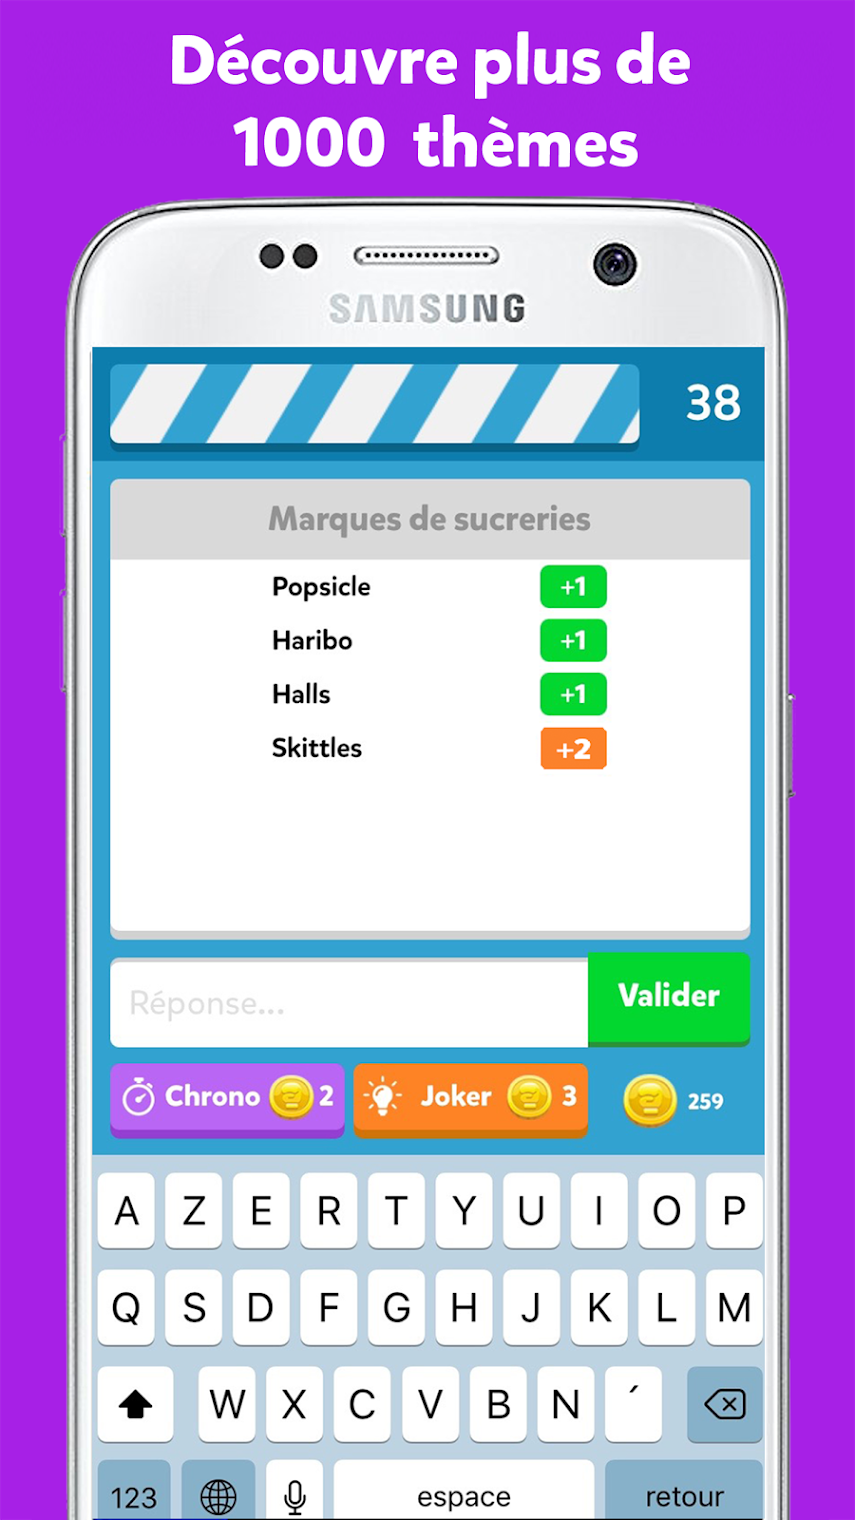 Découvre plus de
1000 thèmes
SAMSUNG
38
Marques de sucreries
Popsicle +1
Haribo +1
Halls +1
Skittles +2
Réponse... Valider
Chrono 2 Joker 3 259
A Z E R T Y U I O P
Q S D F G H J K L M
W X C V B N ´
123 espace retour